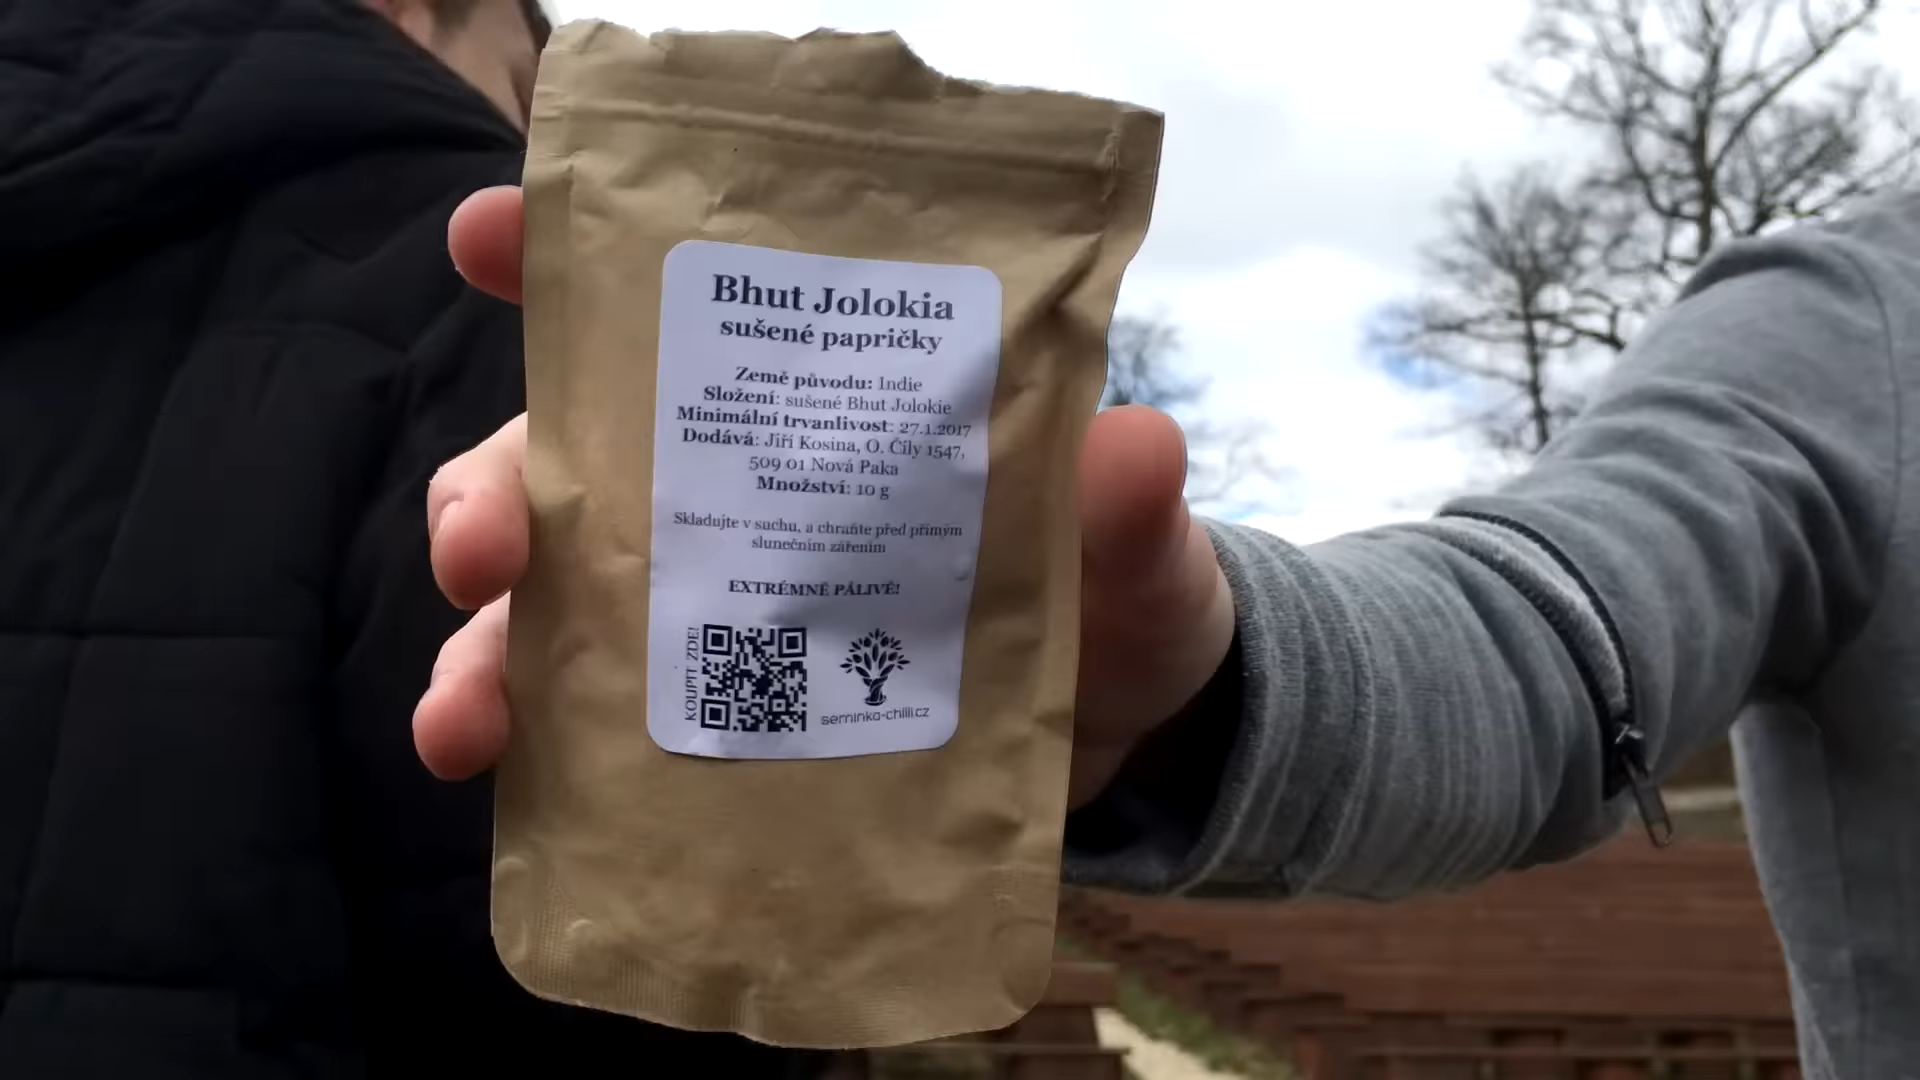 Bhut Jolokia
sušené papričky
Země původu: Indie
Složení: sušené Bhut Jolokie
Minimální trvanlivost: 27.1.2017
Dodává: Jiří Kosina, O. Čily 1547,
509 01 Nová Paka
Množství: 10 g
Skladujte v suchu, a chraňte před přímým
slunečním zářením
EXTRÉMNĚ PÁLIVÉ!
KOUPIT ZDE!
seminka-chilli.cz